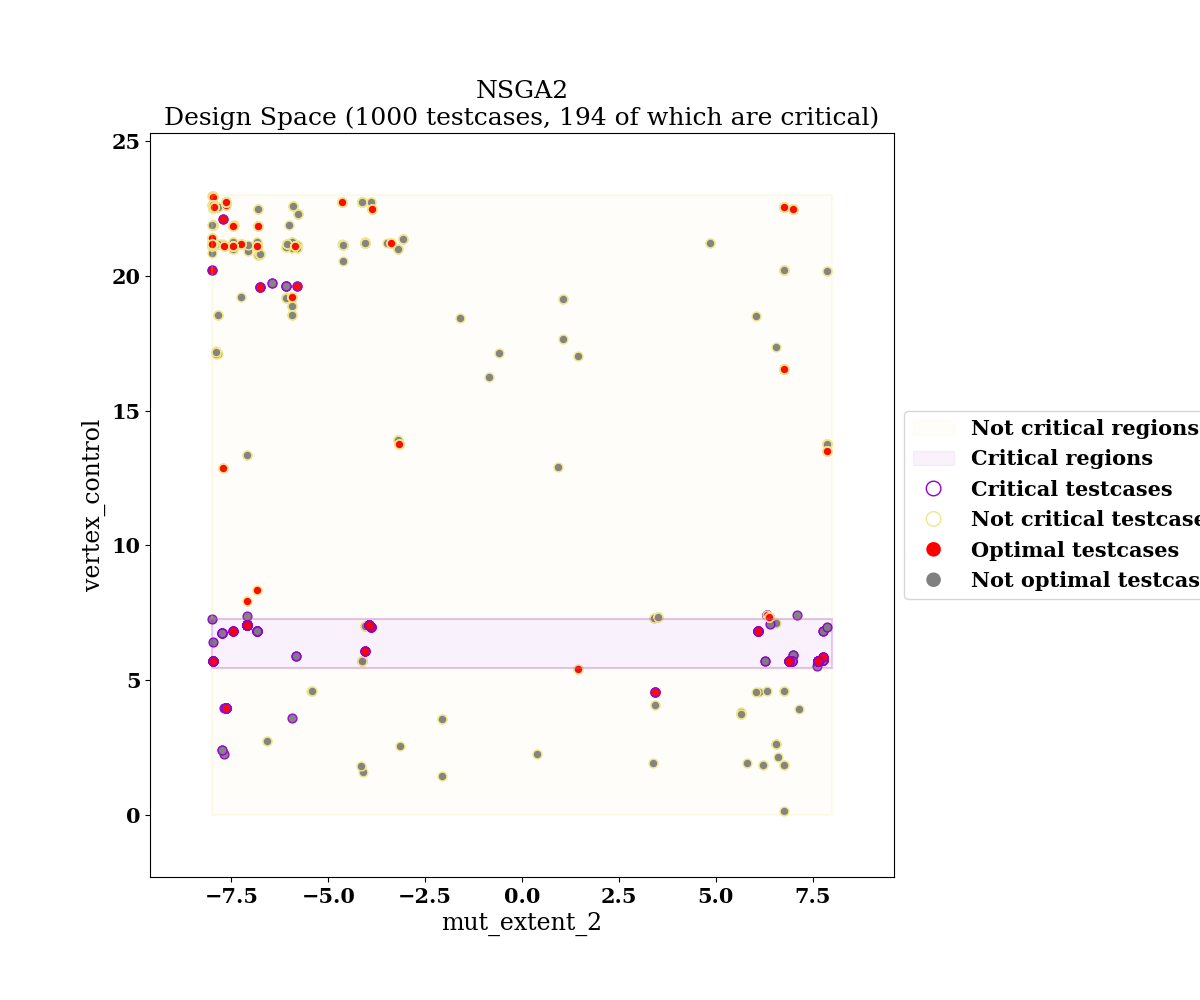 NSGA2
Design Space (1000 testcases, 194 of which are critical)
25
20
15
10
5
0
vertex_control
−7.5
−5.0
−2.5
0.0
2.5
5.0
7.5
mut_extent_2
Not critical regions
Critical regions
Critical testcases
Not critical testcase
Optimal testcases
Not optimal testcas